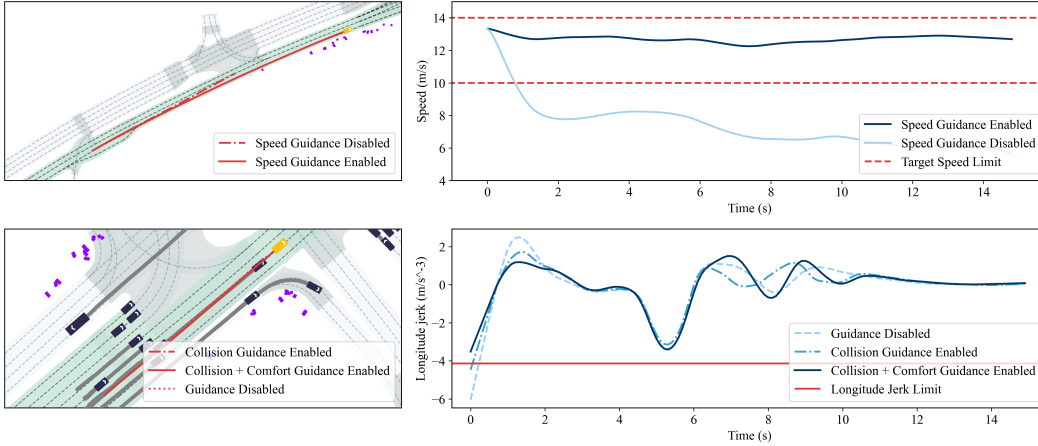 Speed Guidance Disabled
Speed Guidance Enabled
14
12
10
8
6
4
Speed (m/s)
0
2
4
6
8
10
12
14
Time (s)
Speed Guidance Enabled
Speed Guidance Disabled
Target Speed Limit
Collision Guidance Enabled
Collision + Comfort Guidance Enabled
Guidance Disabled
2
0
−2
−4
−6
Longitude jerk (m/s^-3)
0
2
4
6
8
10
12
14
Time (s)
Guidance Disabled
Collision Guidance Enabled
Collision + Comfort Guidance Enabled
Longitude Jerk Limit